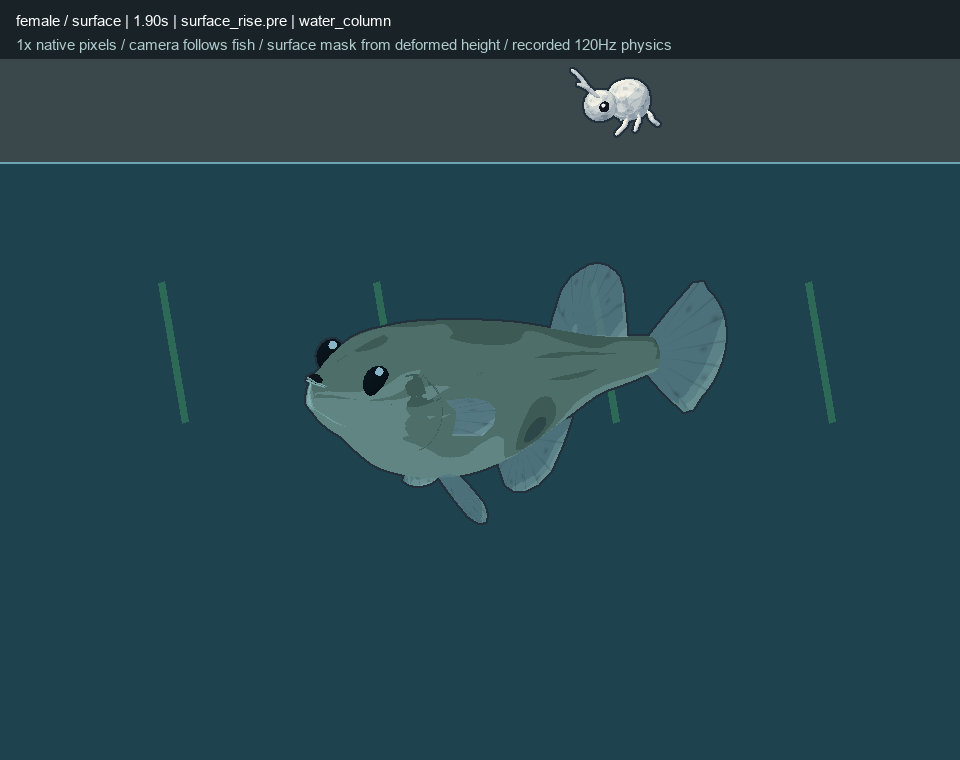 female / surface | 1.90s | surface_rise.pre | water_column
1x native pixels / camera follows fish / surface mask from deformed height / recorded 120Hz physics